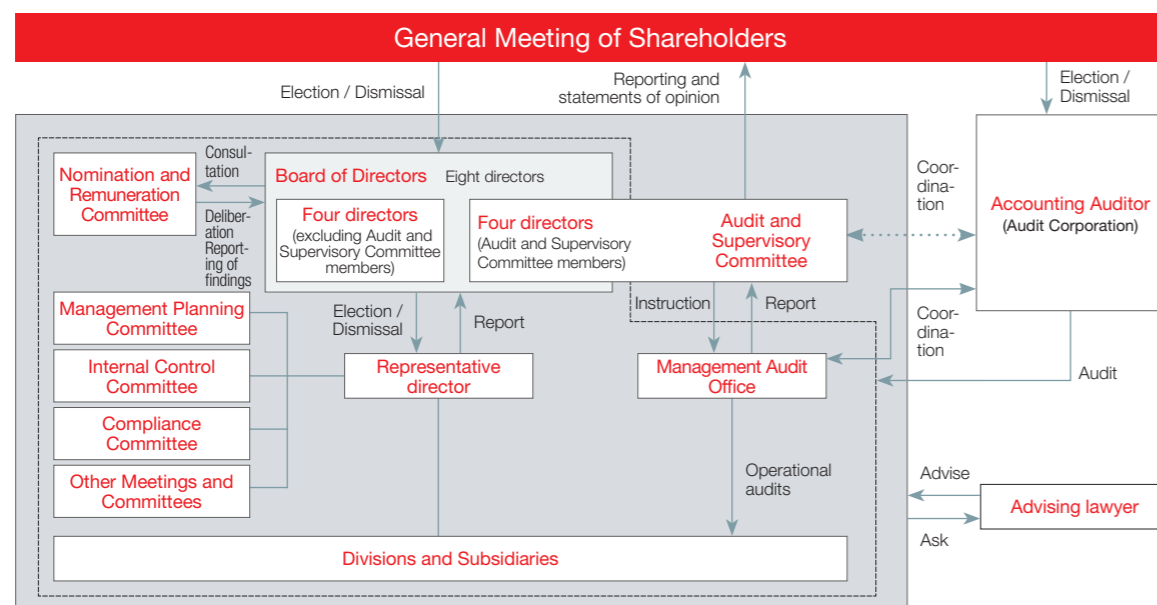 General Meeting of Shareholders
Election / Dismissal
Reporting and
statements of opinion
Election /
Dismissal
Nomination and
Remuneration
Committee
Consul-
tation
Deliber-
ation
Report-
ing of
findings
Board of Directors Eight directors
Four directors
(excluding Audit and
Supervisory Committee
members)
Four directors
(Audit and Supervisory
Committee members)
Audit and
Supervisory
Committee
Coor-
dina-
tion
Accounting Auditor
(Audit Corporation)
Management Planning
Committee
Internal Control
Committee
Compliance
Committee
Other Meetings and
Committees
Election /
Dismissal
Report
Representative
director
Instruction
Report
Management Audit
Office
Coor-
dina-
tion
Audit
Operational
audits
Advise
Advising lawyer
Ask
Divisions and Subsidiaries